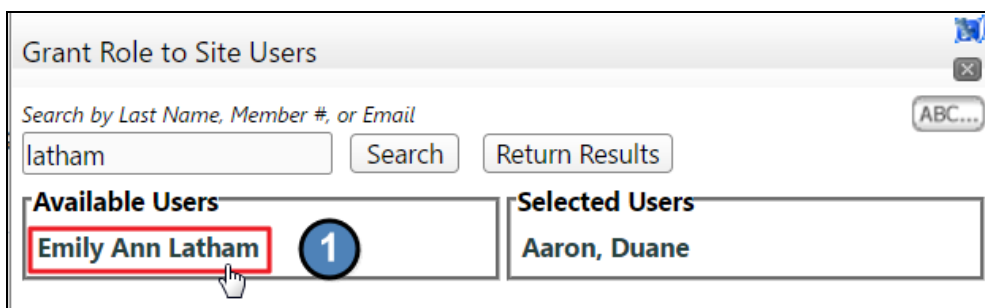 Grant Role to Site Users
Search by Last Name, Member #, or Email
ABC...
latham
Search
Return Results
Available Users
Selected Users
Emily Ann Latham
1
Aaron, Duane